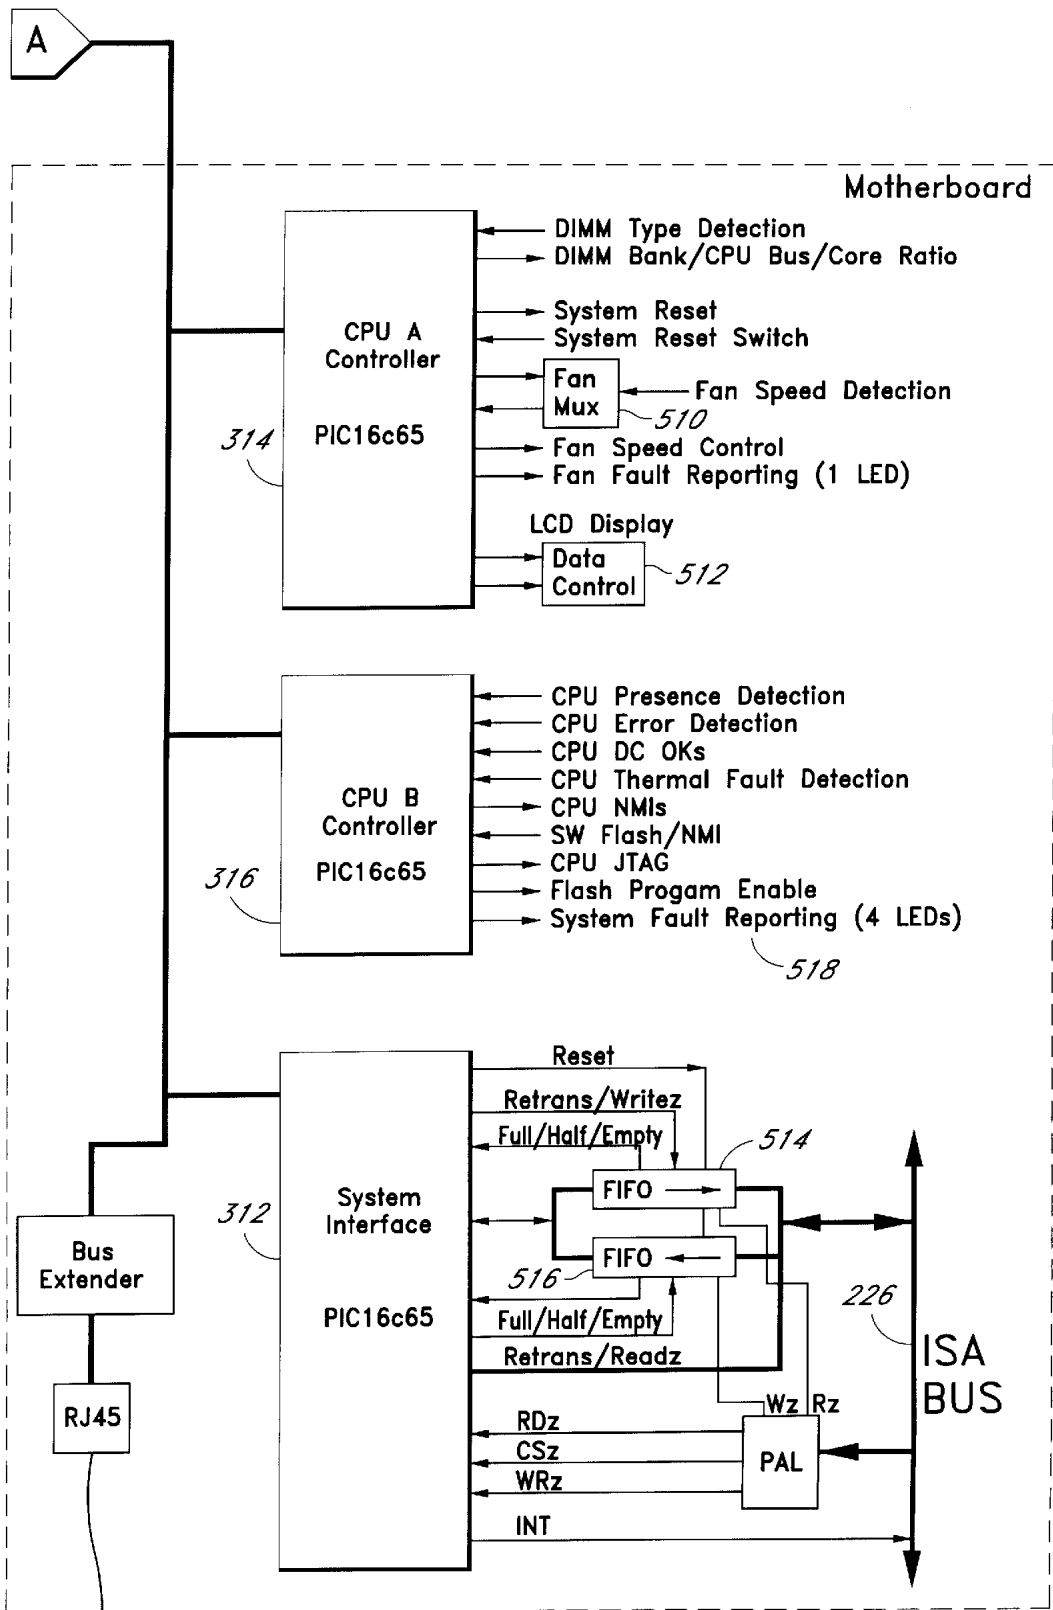 A
Motherboard
DIMM Type Detection
DIMM Bank/CPU Bus/Core Ratio
CPU A
Controller
PIC16c65
314
System Reset
System Reset Switch
Fan
Mux
Fan Speed Detection
510
Fan Speed Control
Fan Fault Reporting (1 LED)
LCD Display
Data
Control
512
CPU B
Controller
PIC16c65
316
CPU Presence Detection
CPU Error Detection
CPU DC OKs
CPU Thermal Fault Detection
CPU NMIs
SW Flash/NMI
CPU JTAG
Flash Progam Enable
System Fault Reporting (4 LEDs)
518
System
Interface
PIC16c65
312
Reset
Retrans/Writez
Full/Half/Empty
514
FIFO
FIFO
516
Full/Half/Empty
Retrans/Readz
226
ISA
BUS
Wz Rz
RDz
CSz
WRz
PAL
INT
Bus
Extender
RJ45